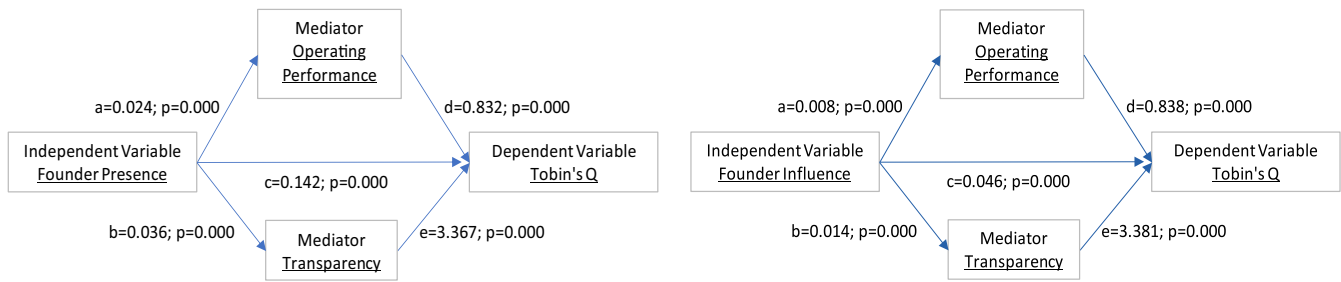 Mediator
Operating
Performance
a=0.024; p=0.000
d=0.832; p=0.000
Independent Variable
Founder Presence
c=0.142; p=0.000
Dependent Variable
Tobin's Q
b=0.036; p=0.000
e=3.367; p=0.000
Mediator
Transparency
Mediator
Operating
Performance
a=0.008; p=0.000
d=0.838; p=0.000
Independent Variable
Founder Influence
c=0.046; p=0.000
Dependent Variable
Tobin's Q
b=0.014; p=0.000
e=3.381; p=0.000
Mediator
Transparency